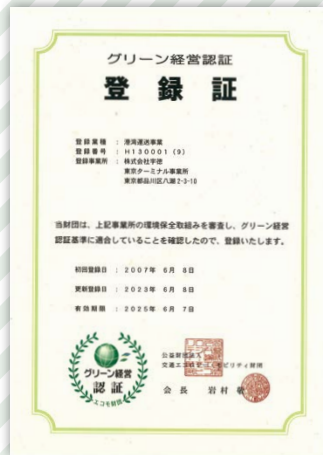 グリーン経営認証
登録証
登録業種 : 港湾運送事業
登録番号 : H130001(9)
登録事業所 : 株式会社宇徳
東京ターミナル事業所
東京都品川区八潮2-3-10
当財団は、上記事業所の環境保全取組みを審査し、グリーン経営
認証基準に適合していることを確認したので、登録いたします。
初回登録日 : 2007年 6月 8日
更新登録日 : 2023年 6月 8日
有効期限 : 2025年 6月 7日
グリーン経営
認証
エコモ財団
公益財団法人
交通エコロジー・モビリティ財団
会長 岩村 敬